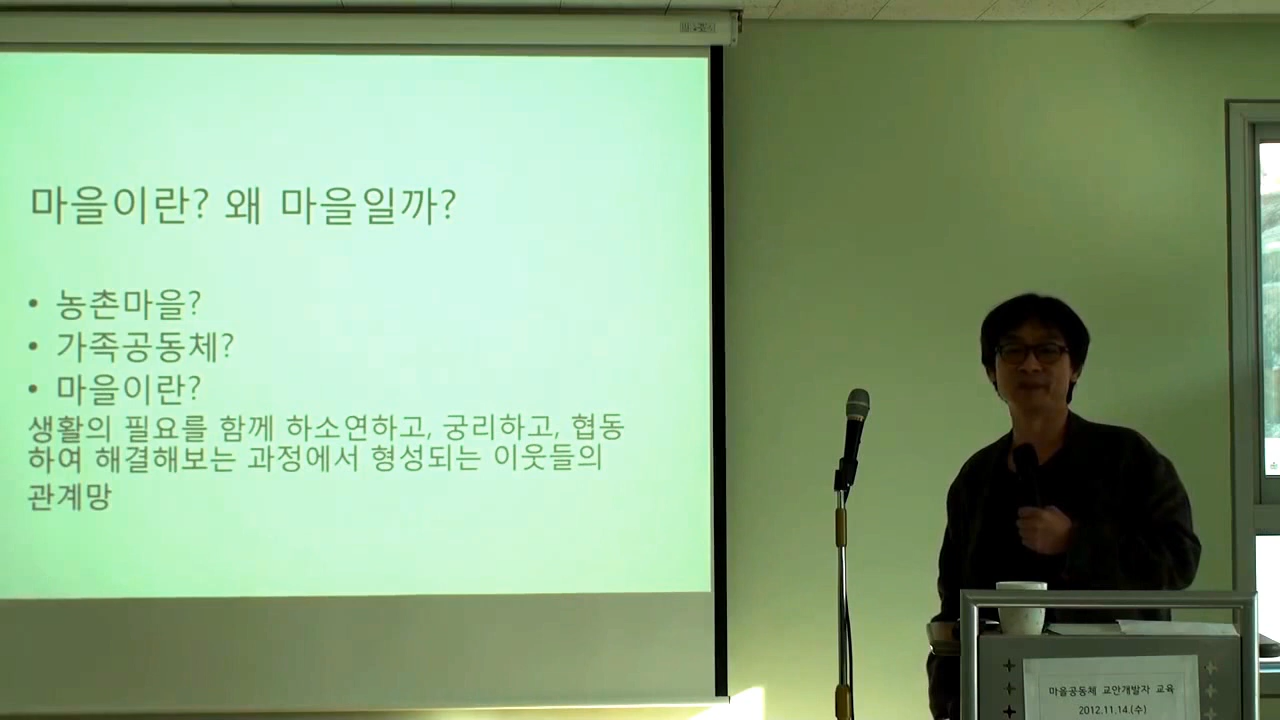 마을이란? 왜 마을일까?
• 농촌마을?
• 가족공동체?
• 마을이란?
생활의 필요를 함께 하소연하고, 궁리하고, 협동
하여 해결해보는 과정에서 형성되는 이웃들의
관계망
마을공동체 교안개발자 교육
2012.11.14.(수)